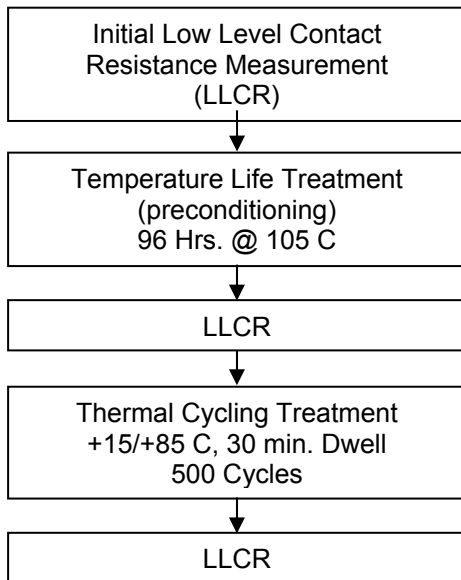 Initial Low Level Contact
Resistance Measurement
(LLCR)
Temperature Life Treatment
(preconditioning)
96 Hrs. @ 105 C
LLCR
Thermal Cycling Treatment
+15/+85 C, 30 min. Dwell
500 Cycles
LLCR